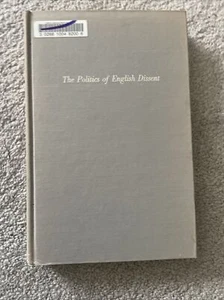 The Politics of English Dissent